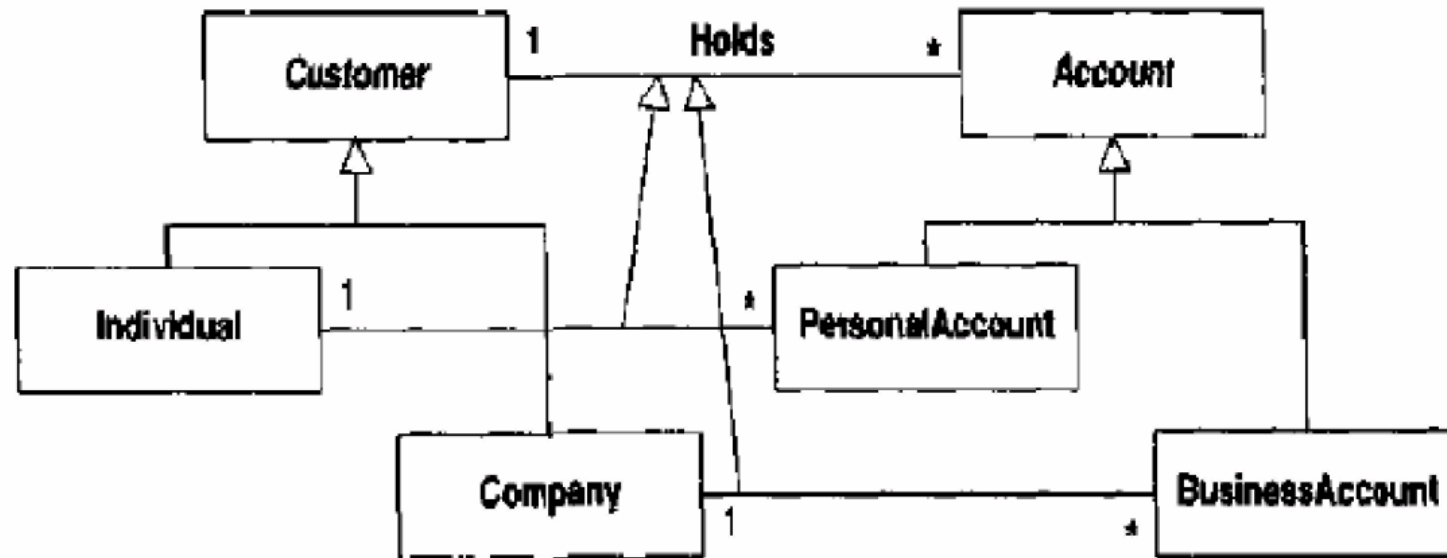 1 Holds *
Customer Account
1 *
Individual PersonalAccount
Company BusinessAccount
1 *